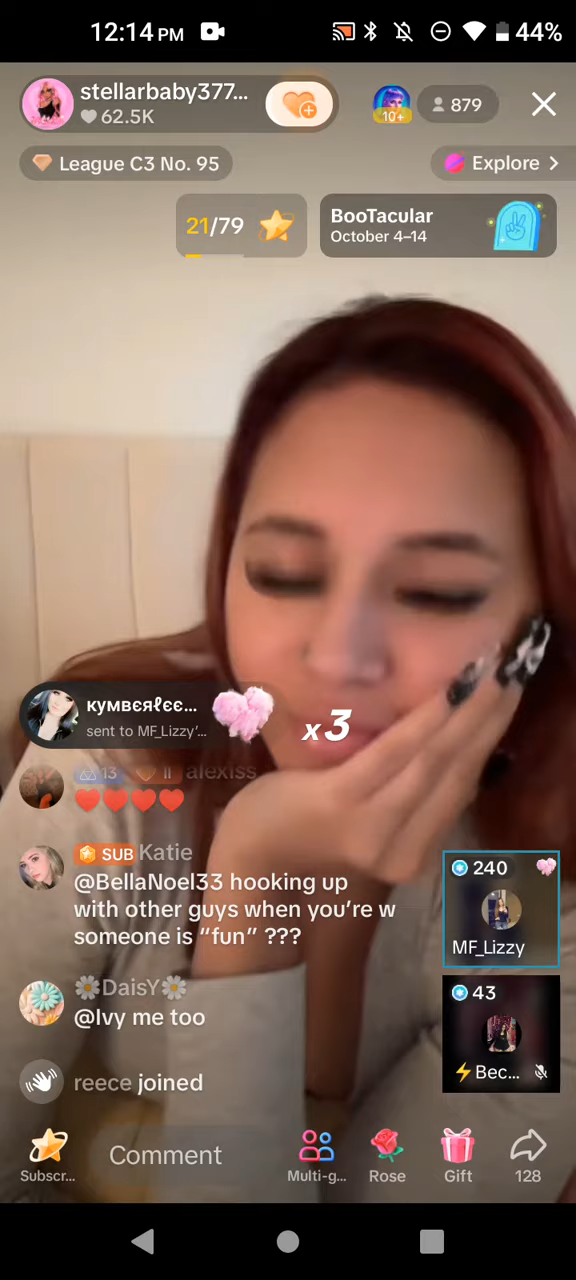 12:14 PM
44%
stellarbaby377...
62.5K
10+
879
League C3 No. 95
Explore
21/79
BooTacular
October 4–14
кумвєяℓєє...
sent to MF_Lizzy'...
x3
13
II
alexiss
SUB Katie
@BellaNoel33 hooking up
with other guys when you're w
someone is "fun" ???
DaisY
@Ivy me too
reece joined
240
MF_Lizzy
43
Bec...
Subscr...
Comment
Multi-g...
Rose
Gift
128